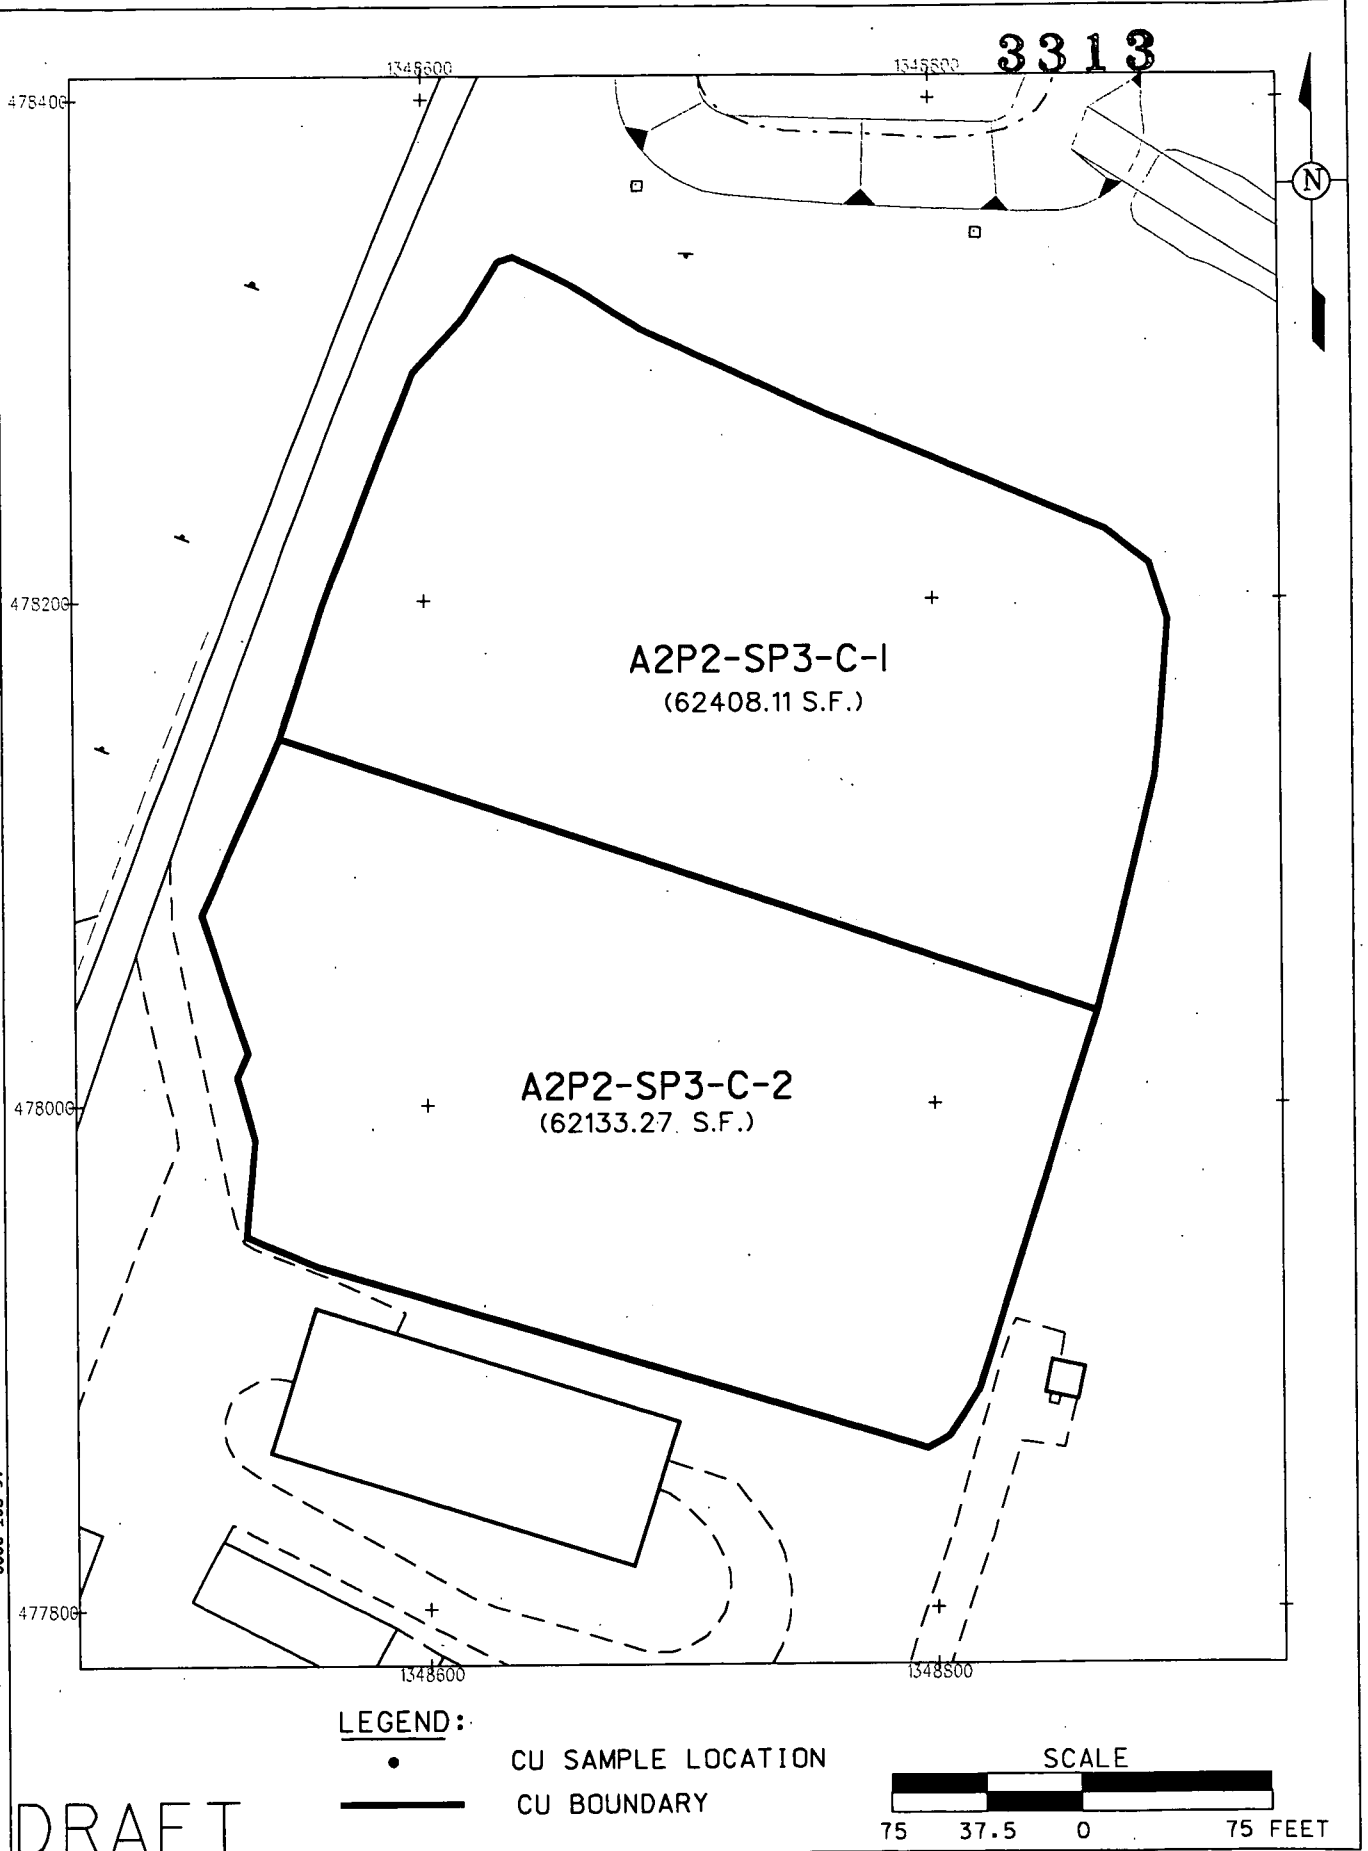 3313
1348600 1348800
478400
N
478200
A2P2-SP3-C-1
(62408.11 S.F.)
478000
A2P2-SP3-C-2
(62133.27 S.F.)
477800
1348600 1348800
LEGEND:
CU SAMPLE LOCATION
CU BOUNDARY
SCALE
75 37.5 0 75 FEET
DRAFT